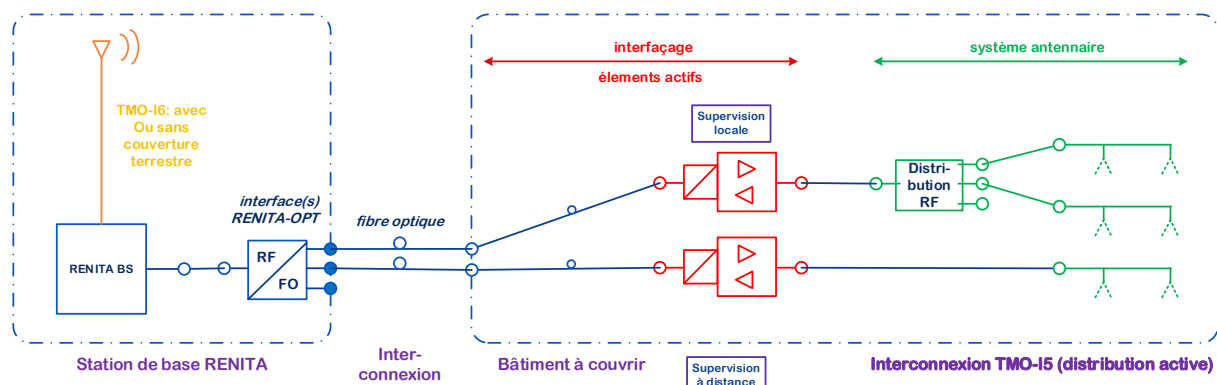 interfaçage
élements actifs
système antennaire
TMO-I6: avec
Ou sans
couverture
terrestre
Supervision
locale
interface(s)
RENITA-OPT
fibre optique
Distri-
bution
RF
RENITA BS
RF
FO
Station de base RENITA
Inter-
connexion
Bâtiment à couvrir
Supervision
à distance
Interconnexion TMO-I5 (distribution active)